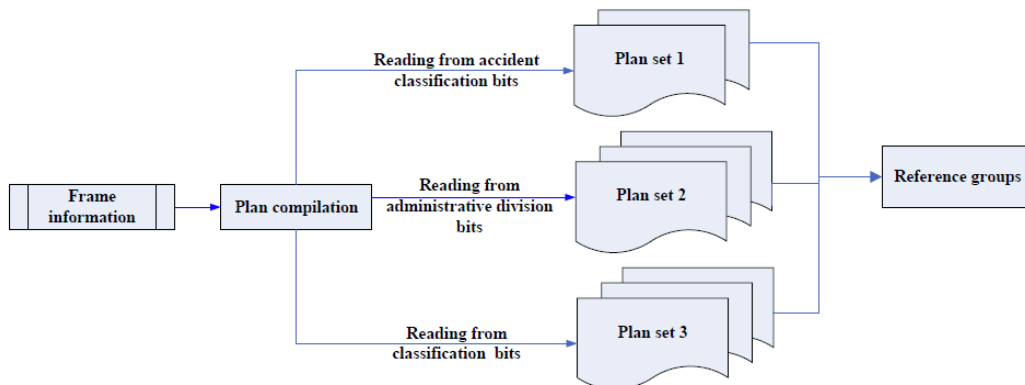 Frame
information
Plan compilation
Reading from accident
classification bits
Plan set 1
Reading from
administrative division
bits
Plan set 2
Reading from
classification bits
Plan set 3
Reference groups